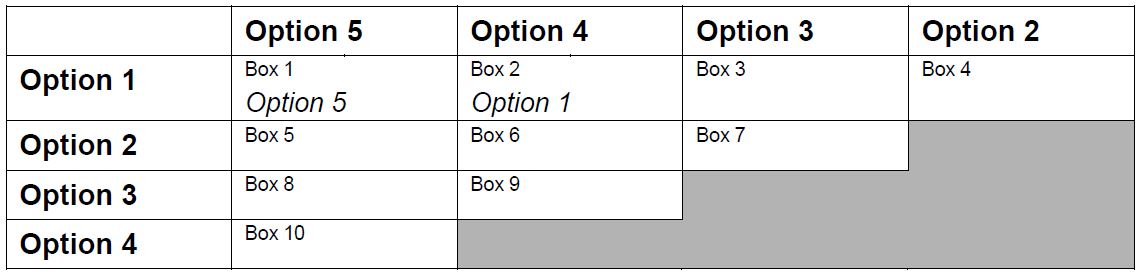 Option 5 Option 4 Option 3 Option 2
Option 1 Box 1 Box 2 Box 3 Box 4
Option 5 Option 1
Option 2 Box 5 Box 6 Box 7
Option 3 Box 8 Box 9
Option 4 Box 10